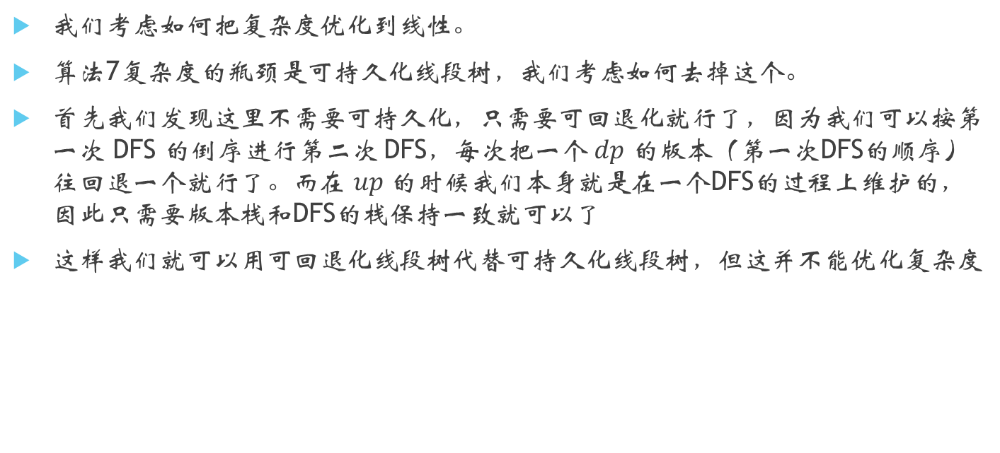 我们考虑如何把复杂度优化到线性。
算法7复杂度的瓶颈是可持久化线段树，我们考虑如何去掉这个。
首先我们发现这里不需要可持久化，只需要可回退化就行了，因为我们可以按第
一次 DFS 的倒序进行第二次 DFS，每次把一个 dp 的版本（第一次DFS的顺序）
往回退一个就行了。而在 up 的时候我们本身就是在一个DFS的过程上维护的，
因此只需要版本栈和DFS的栈保持一致就可以了
这样我们就可以用可回退化线段树代替可持久化线段树，但这并不能优化复杂度